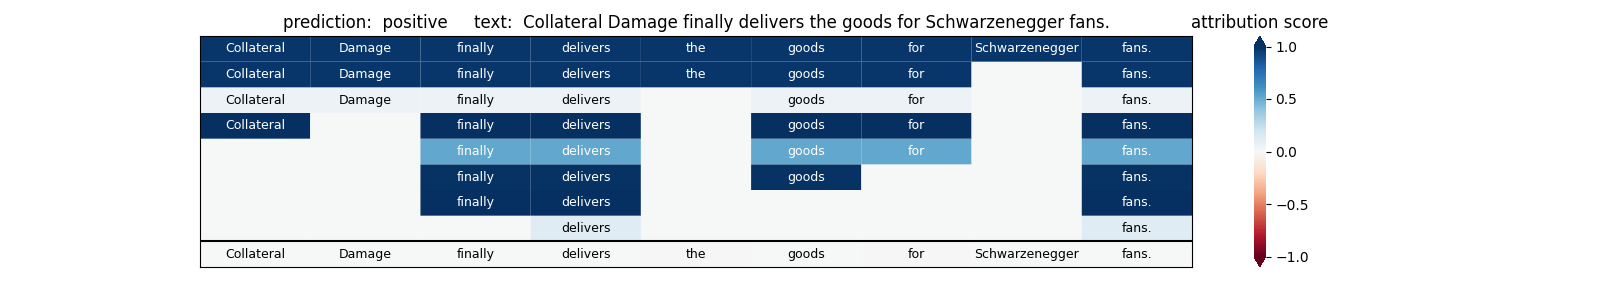 prediction:  positive     text:  Collateral Damage finally delivers the goods for Schwarzenegger fans.
attribution score
Collateral Damage finally delivers the goods for Schwarzenegger fans.
Collateral Damage finally delivers the goods for fans.
Collateral Damage finally delivers goods for fans.
Collateral finally delivers goods for fans.
finally delivers goods for fans.
finally delivers goods fans.
finally delivers fans.
delivers fans.
Collateral Damage finally delivers the goods for Schwarzenegger fans.
1.0
0.5
0.0
−0.5
−1.0